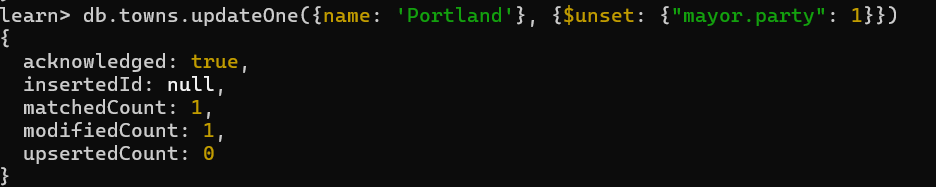 learn> db.towns.updateOne({name: 'Portland'}, {$unset: {"mayor.party": 1}})
{
  acknowledged: true,
  insertedId: null,
  matchedCount: 1,
  modifiedCount: 1,
  upsertedCount: 0
}